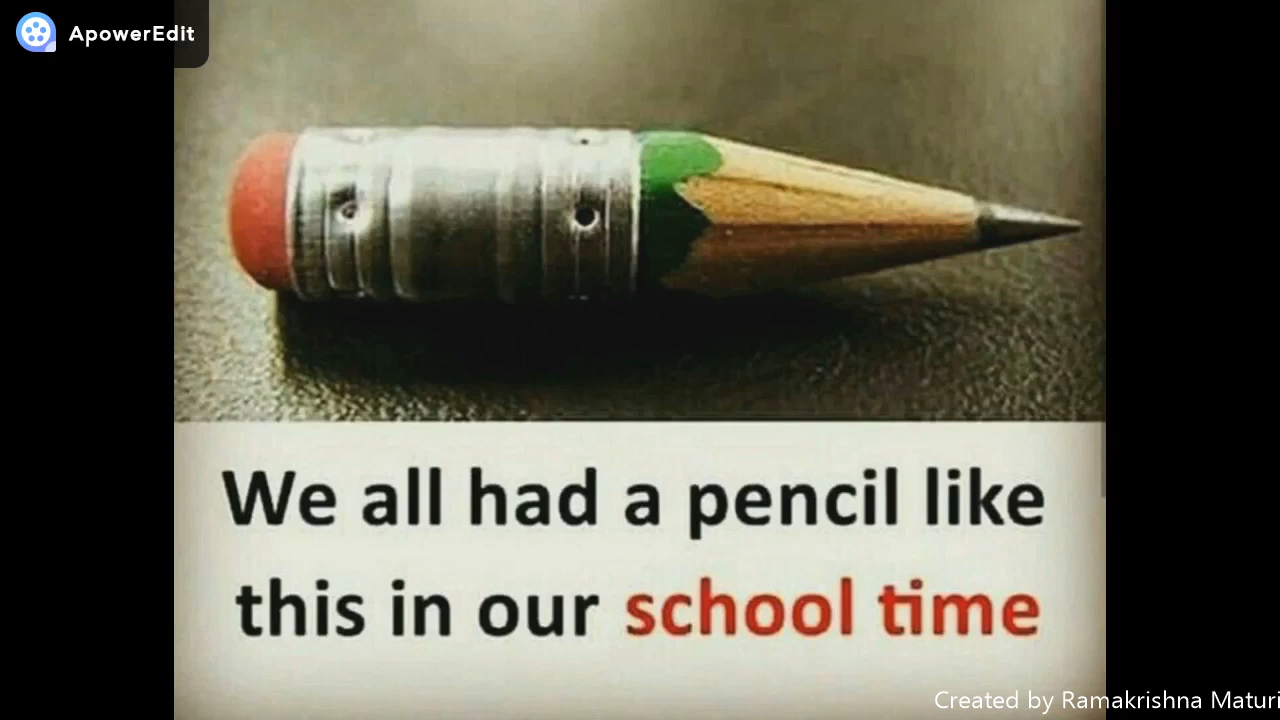 ApowerEdit
We all had a pencil like
this in our school time
Created by Ramakrishna Maturi